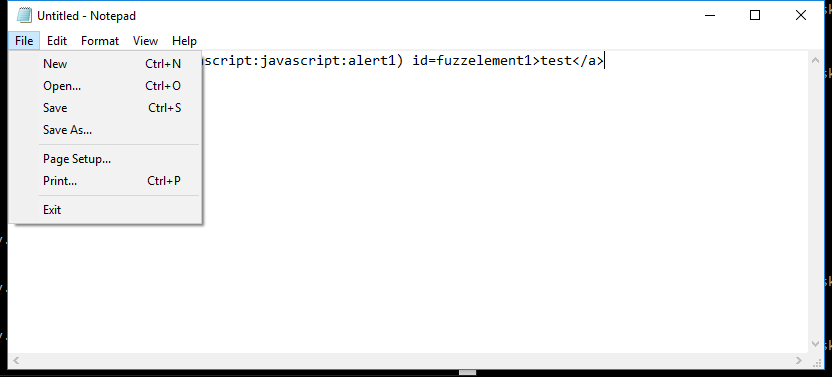 Untitled - Notepad
File Edit Format View Help
script:javascript:alert1) id=fuzzelement1>test</a>
New Ctrl+N
Open... Ctrl+O
Save Ctrl+S
Save As...
Page Setup...
Print... Ctrl+P
Exit